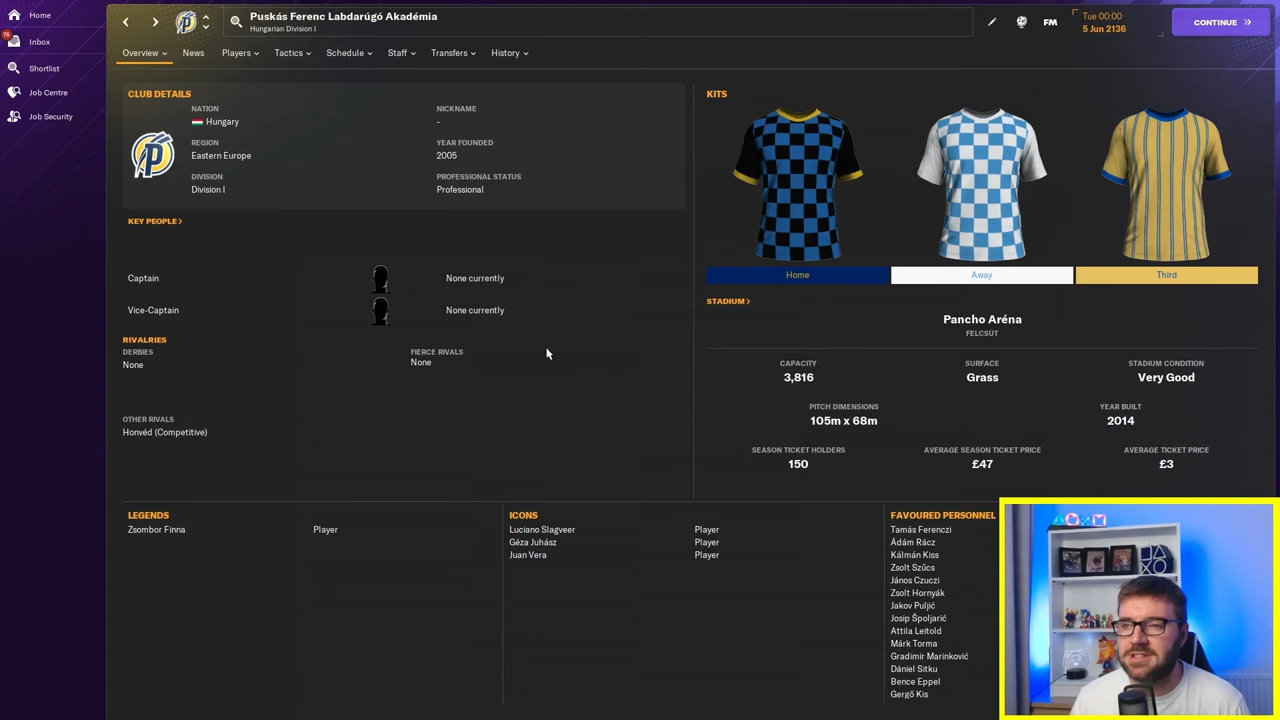 Home
76
Inbox
Shortlist
Job Centre
Job Security
Puskás Ferenc Labdarúgó Akadémia
Hungarian Division I
FM
Tue 00:00
5 Jun 2136
CONTINUE
Overview
News
Players
Tactics
Schedule
Staff
Transfers
History
CLUB DETAILS
NATION
Hungary
NICKNAME
-
REGION
Eastern Europe
YEAR FOUNDED
2005
DIVISION
Division I
PROFESSIONAL STATUS
Professional
KEY PEOPLE >
Captain
None currently
Vice-Captain
None currently
RIVALRIES
DERBIES
None
FIERCE RIVALS
None
OTHER RIVALS
Honvéd (Competitive)
KITS
Home
Away
Third
STADIUM >
Pancho Aréna
FELCSÚT
CAPACITY
3,816
SURFACE
Grass
STADIUM CONDITION
Very Good
PITCH DIMENSIONS
105m x 68m
YEAR BUILT
2014
SEASON TICKET HOLDERS
150
AVERAGE SEASON TICKET PRICE
£47
AVERAGE TICKET PRICE
£3
LEGENDS
Zsombor Finna
Player
ICONS
Luciano Slagveer
Player
Géza Juhász
Player
Juan Vera
Player
FAVOURED PERSONNEL
Tamás Ferenczi
Ádám Rácz
Kálmán Kiss
Zsolt Szűcs
János Czuczi
Zsolt Hornyák
Jakov Puljić
Josip Špoljarić
Attila Leitold
Márk Torma
Gradimir Marinković
Dániel Sitku
Bence Eppel
Gergő Kis
JAXO